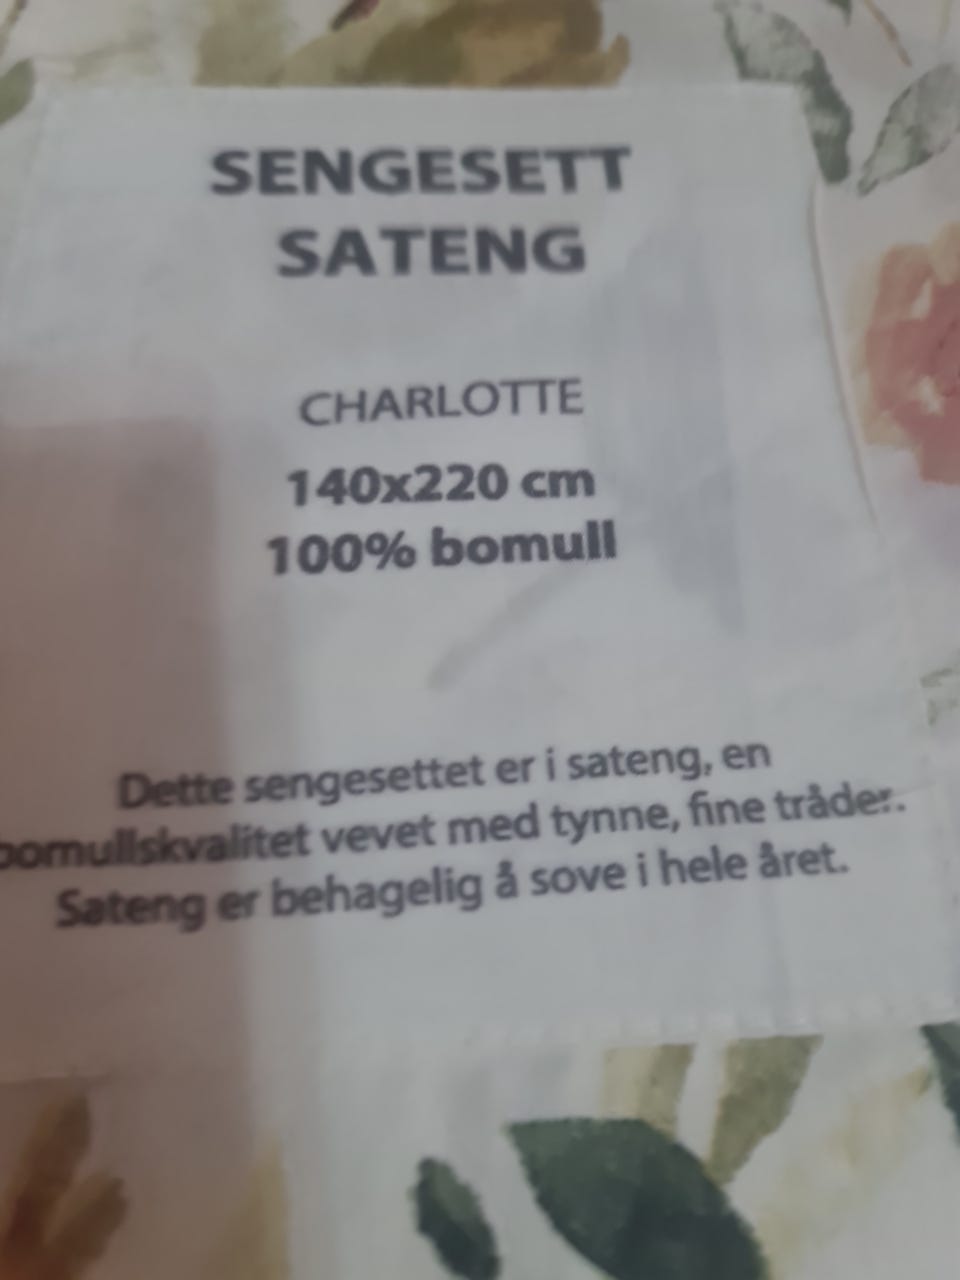 SENGESETT
SATENG
CHARLOTTE
140x220 cm
100% bomull
Dette sengesettet er i sateng, en
bomullskvalitet vevet med tynne, fine tråder.
Sateng er behagelig å sove i hele året.